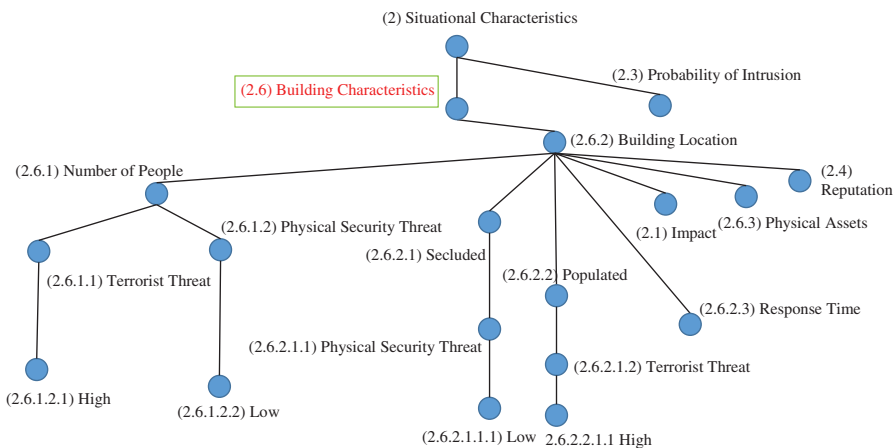 (2) Situational Characteristics
(2.3) Probability of Intrusion
(2.6) Building Characteristics
(2.6.2) Building Location
(2.6.1) Number of People
(2.4)
Reputation
(2.6.1.2) Physical Security Threat
(2.6.3) Physical Assets
(2.1) Impact
(2.6.2.1) Secluded
(2.6.1.1) Terrorist Threat
(2.6.2.2) Populated
(2.6.2.3) Response Time
(2.6.2.1.1) Physical Security Threat
(2.6.2.1.2) Terrorist Threat
(2.6.1.2.1) High
(2.6.1.2.2) Low
(2.6.2.1.1.1) Low
2.6.2.2.1.1 High